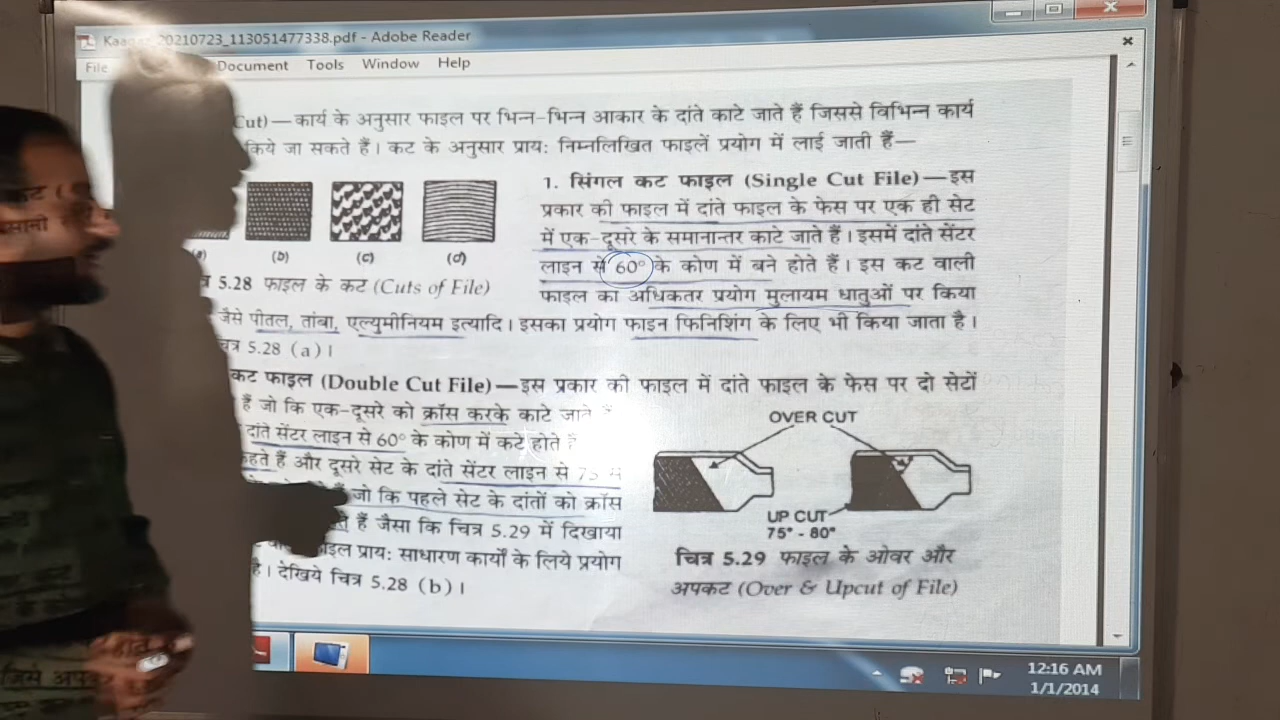 20210723_113051477338.pdf - Adobe Reader
File Document Tools Window Help
Cut)—कार्य के अनुसार फाइल पर भिन्न-भिन्न आकार के दांते काटे जाते हैं जिससे विभिन्न कार्य
किये जा सकते हैं। कट के अनुसार प्राय: निम्नलिखित फाइलें प्रयोग में लाई जाती हैं—
(b) (c) (d)
5.28 फाइल के कट (Cuts of File)
1. सिंगल कट फाइल (Single Cut File)—इस
प्रकार की फाइल में दांते फाइल के फेस पर एक ही सेट
में एक-दूसरे के समानान्तर काटे जाते हैं। इसमें दांते सेंटर
लाइन से 60° के कोण में बने होते हैं। इस कट वाली
फाइल का अधिकतर प्रयोग मुलायम धातुओं पर किया
जैसे पीतल, तांबा, एल्युमीनियम इत्यादि। इसका प्रयोग फाइन फिनिशिंग के लिए भी किया जाता है।
5.28 (a)।
कट फाइल (Double Cut File)—इस प्रकार की फाइल में दांते फाइल के फेस पर दो सेटों
हैं जो कि एक-दूसरे को क्रॉस करके काटे जाते
दांते सेंटर लाइन से 60° के कोण में कटे होते
हैं और दूसरे सेट के दांते सेंटर लाइन से
जो कि पहले सेट के दांतों को क्रॉस
हैं जैसा कि चित्र 5.29 में दिखाया
प्राय: साधारण कार्यों के लिये प्रयोग
है। देखिये चित्र 5.28 (b)।
OVER CUT
UP CUT
75° - 80°
चित्र 5.29 फाइल के ओवर और
अपकट (Over & Upcut of File)
12:16 AM
1/1/2014